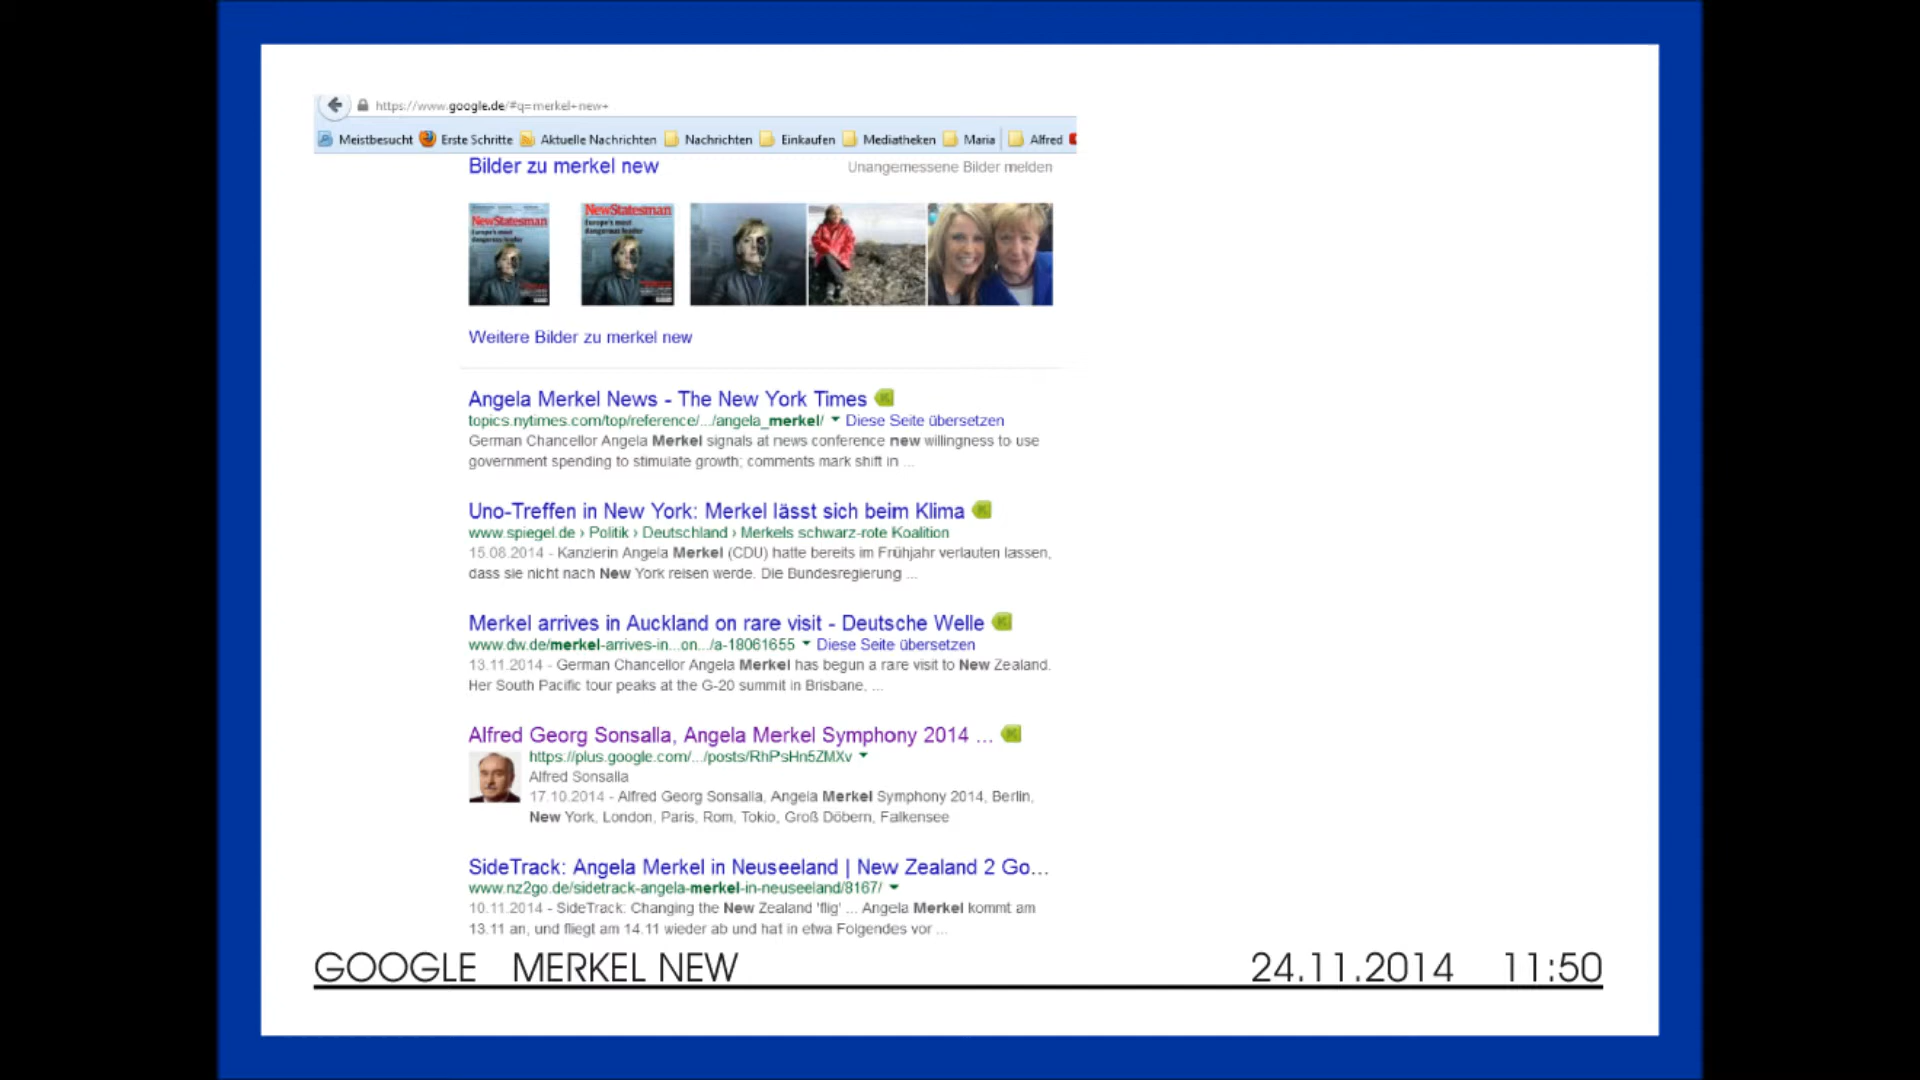 https://www.google.de/#q=merkel+new+
Meistbesucht Erste Schritte Aktuelle Nachrichten Nachrichten Einkaufen Mediatheken Maria Alfred
Bilder zu merkel new Unangemessene Bilder melden
NewStatesman NewStatesman
Europe's most Europe's most
dangerous leader dangerous leader
Weitere Bilder zu merkel new
Angela Merkel News - The New York Times
topics.nytimes.com/top/reference/.../angela_merkel/ Diese Seite übersetzen
German Chancellor Angela Merkel signals at news conference new willingness to use
government spending to stimulate growth; comments mark shift in ...
Uno-Treffen in New York: Merkel lässt sich beim Klima
www.spiegel.de › Politik › Deutschland › Merkels schwarz-rote Koalition
15.08.2014 - Kanzlerin Angela Merkel (CDU) hatte bereits im Frühjahr verlauten lassen,
dass sie nicht nach New York reisen werde. Die Bundesregierung ...
Merkel arrives in Auckland on rare visit - Deutsche Welle
www.dw.de/merkel-arrives-in...on.../a-18061655 Diese Seite übersetzen
13.11.2014 - German Chancellor Angela Merkel has begun a rare visit to New Zealand.
Her South Pacific tour peaks at the G-20 summit in Brisbane, ...
Alfred Georg Sonsalla, Angela Merkel Symphony 2014 ...
https://plus.google.com/.../posts/RhPsHn5ZMXv
Alfred Sonsalla
17.10.2014 - Alfred Georg Sonsalla, Angela Merkel Symphony 2014, Berlin,
New York, London, Paris, Rom, Tokio, Groß Döbern, Falkensee
SideTrack: Angela Merkel in Neuseeland | New Zealand 2 Go...
www.nz2go.de/sidetrack-angela-merkel-in-neuseeland/8167/
10.11.2014 - SideTrack: Changing the New Zealand 'flig' ... Angela Merkel kommt am
13.11 an, und fliegt am 14.11 wieder ab und hat in etwa Folgendes vor ...
GOOGLE MERKEL NEW 24.11.2014 11:50